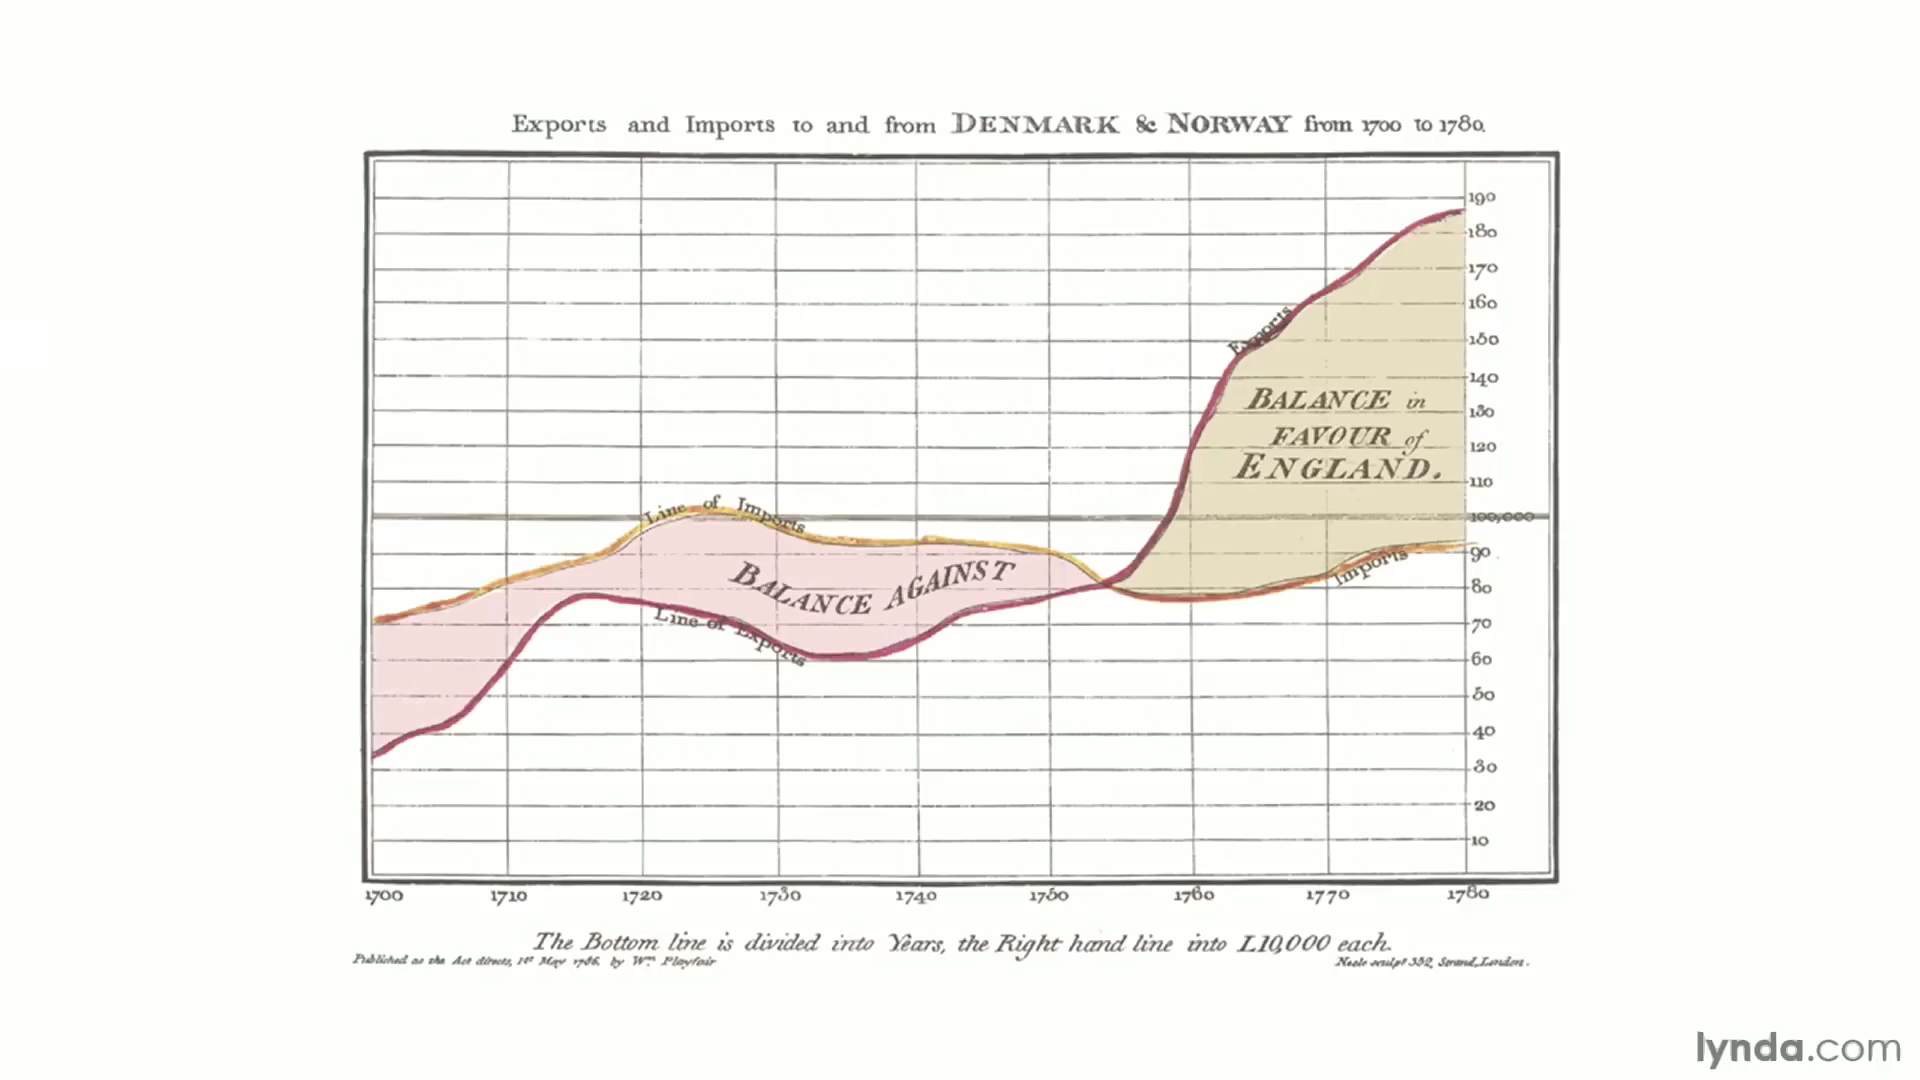 Exports and Imports to and from DENMARK & NORWAY from 1700 to 1780.
190
180
170
160
150
140
130
120
110
100,000
90
80
70
60
50
40
30
20
10
Exports
BALANCE in
FAVOUR of
ENGLAND.
Line of Imports
BALANCE AGAINST
Imports
Line of Exports
1700 1710 1720 1730 1740 1750 1760 1770 1780
The Bottom line is divided into Years, the Right hand line into L10,000 each.
Published as the Act directs, 1st May 1786. by Wm Playfair
Neele sculpt 352, Strand, London.
lynda.com